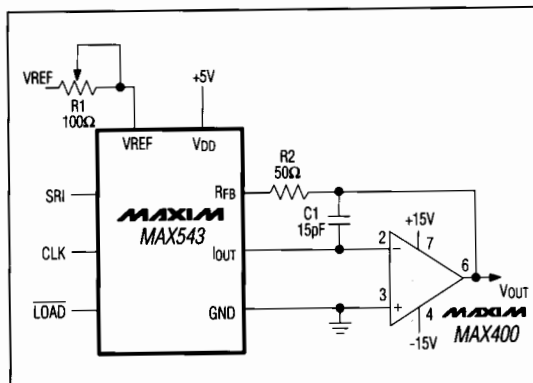 VREF
R1
100Ω
+5V
VREF
VDD
SRI
CLK
LOAD
MAXIM
MAX543
RFB
IOUT
GND
R2
50Ω
C1
15pF
+15V
2
7
−
6
VOUT
3
+
4
-15V
MAXIM
MAX400